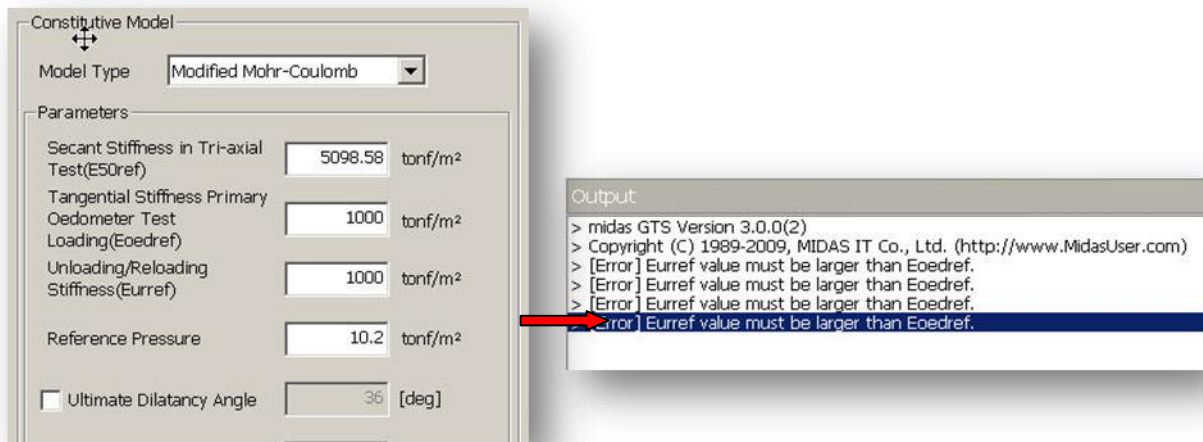 Constitutive Model
Model Type
Modified Mohr-Coulomb
Parameters
Secant Stiffness in Tri-axial
Test(E50ref)
5098.58 tonf/m²
Tangential Stiffness Primary
Oedometer Test
Loading(Eoedref)
1000 tonf/m²
Unloading/Reloading
Stiffness(Eurref)
1000 tonf/m²
Reference Pressure
10.2 tonf/m²
Ultimate Dilatancy Angle
36 [deg]
Output
> midas GTS Version 3.0.0(2)
> Copyright (C) 1989-2009, MIDAS IT Co., Ltd. (http://www.MidasUser.com)
> [Error] Eurref value must be larger than Eoedref.
> [Error] Eurref value must be larger than Eoedref.
> [Error] Eurref value must be larger than Eoedref.
> [Error] Eurref value must be larger than Eoedref.